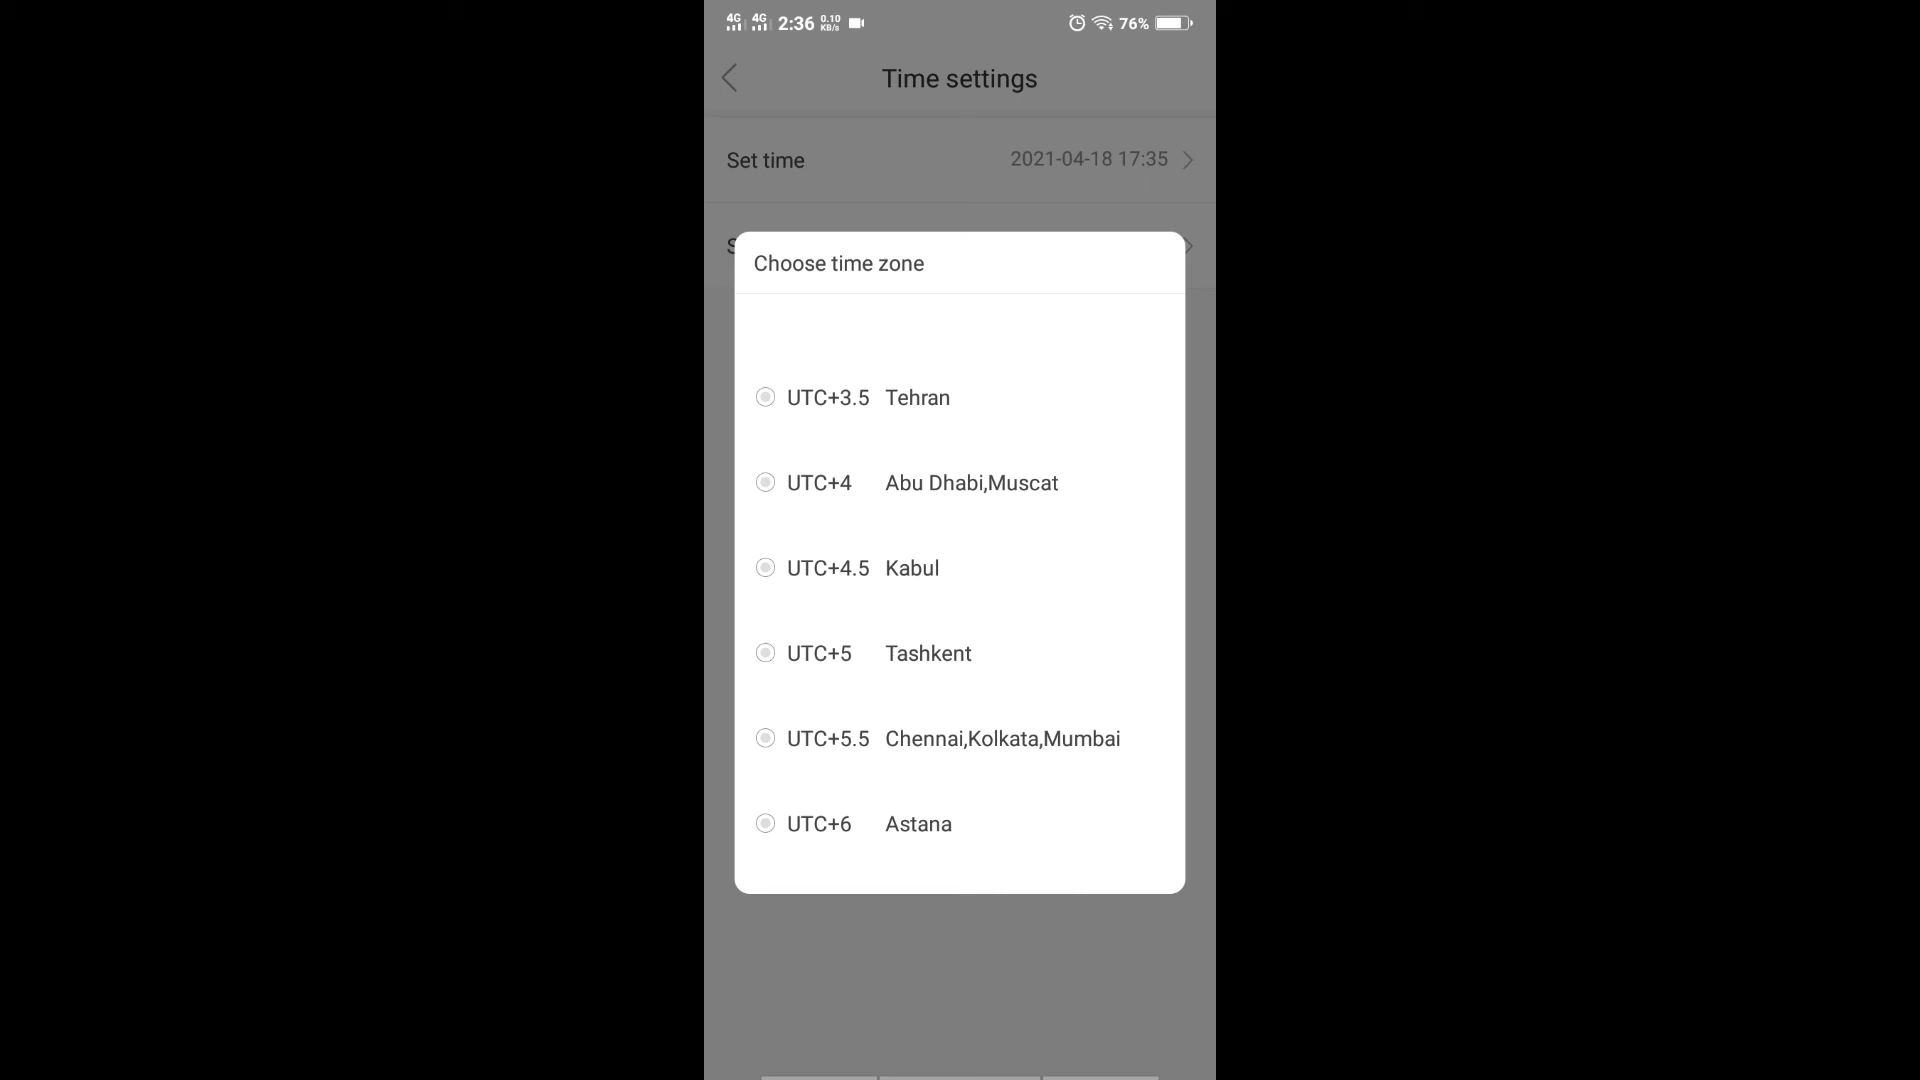 4G 4G 2:36 0.10 KB/s 76%
Time settings
Set time 2021-04-18 17:35
Choose time zone
UTC+3.5 Tehran
UTC+4 Abu Dhabi,Muscat
UTC+4.5 Kabul
UTC+5 Tashkent
UTC+5.5 Chennai,Kolkata,Mumbai
UTC+6 Astana